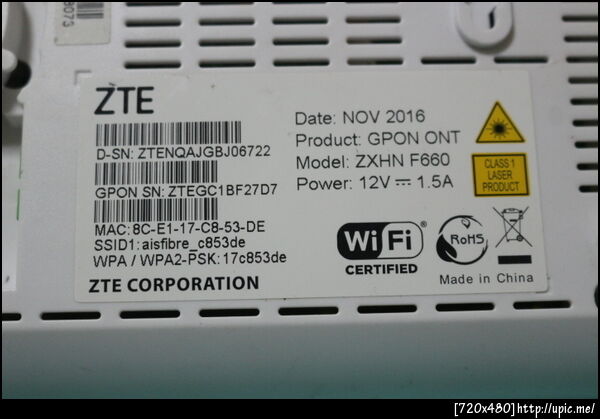 8073
ZTE
D-SN: ZTENQAJGBJ06722
GPON SN: ZTEGC1BF27D7
MAC: 8C-E1-17-C8-53-DE
SSID1: aisfibre_c853de
WPA / WPA2-PSK: 17c853de
ZTE CORPORATION
Date: NOV 2016
Product: GPON ONT
Model: ZXHN F660
Power: 12V 1.5A
CLASS 1
LASER
PRODUCT
WiFi
CERTIFIED
RoHS
Made in China
[720x480]http://upic.me/